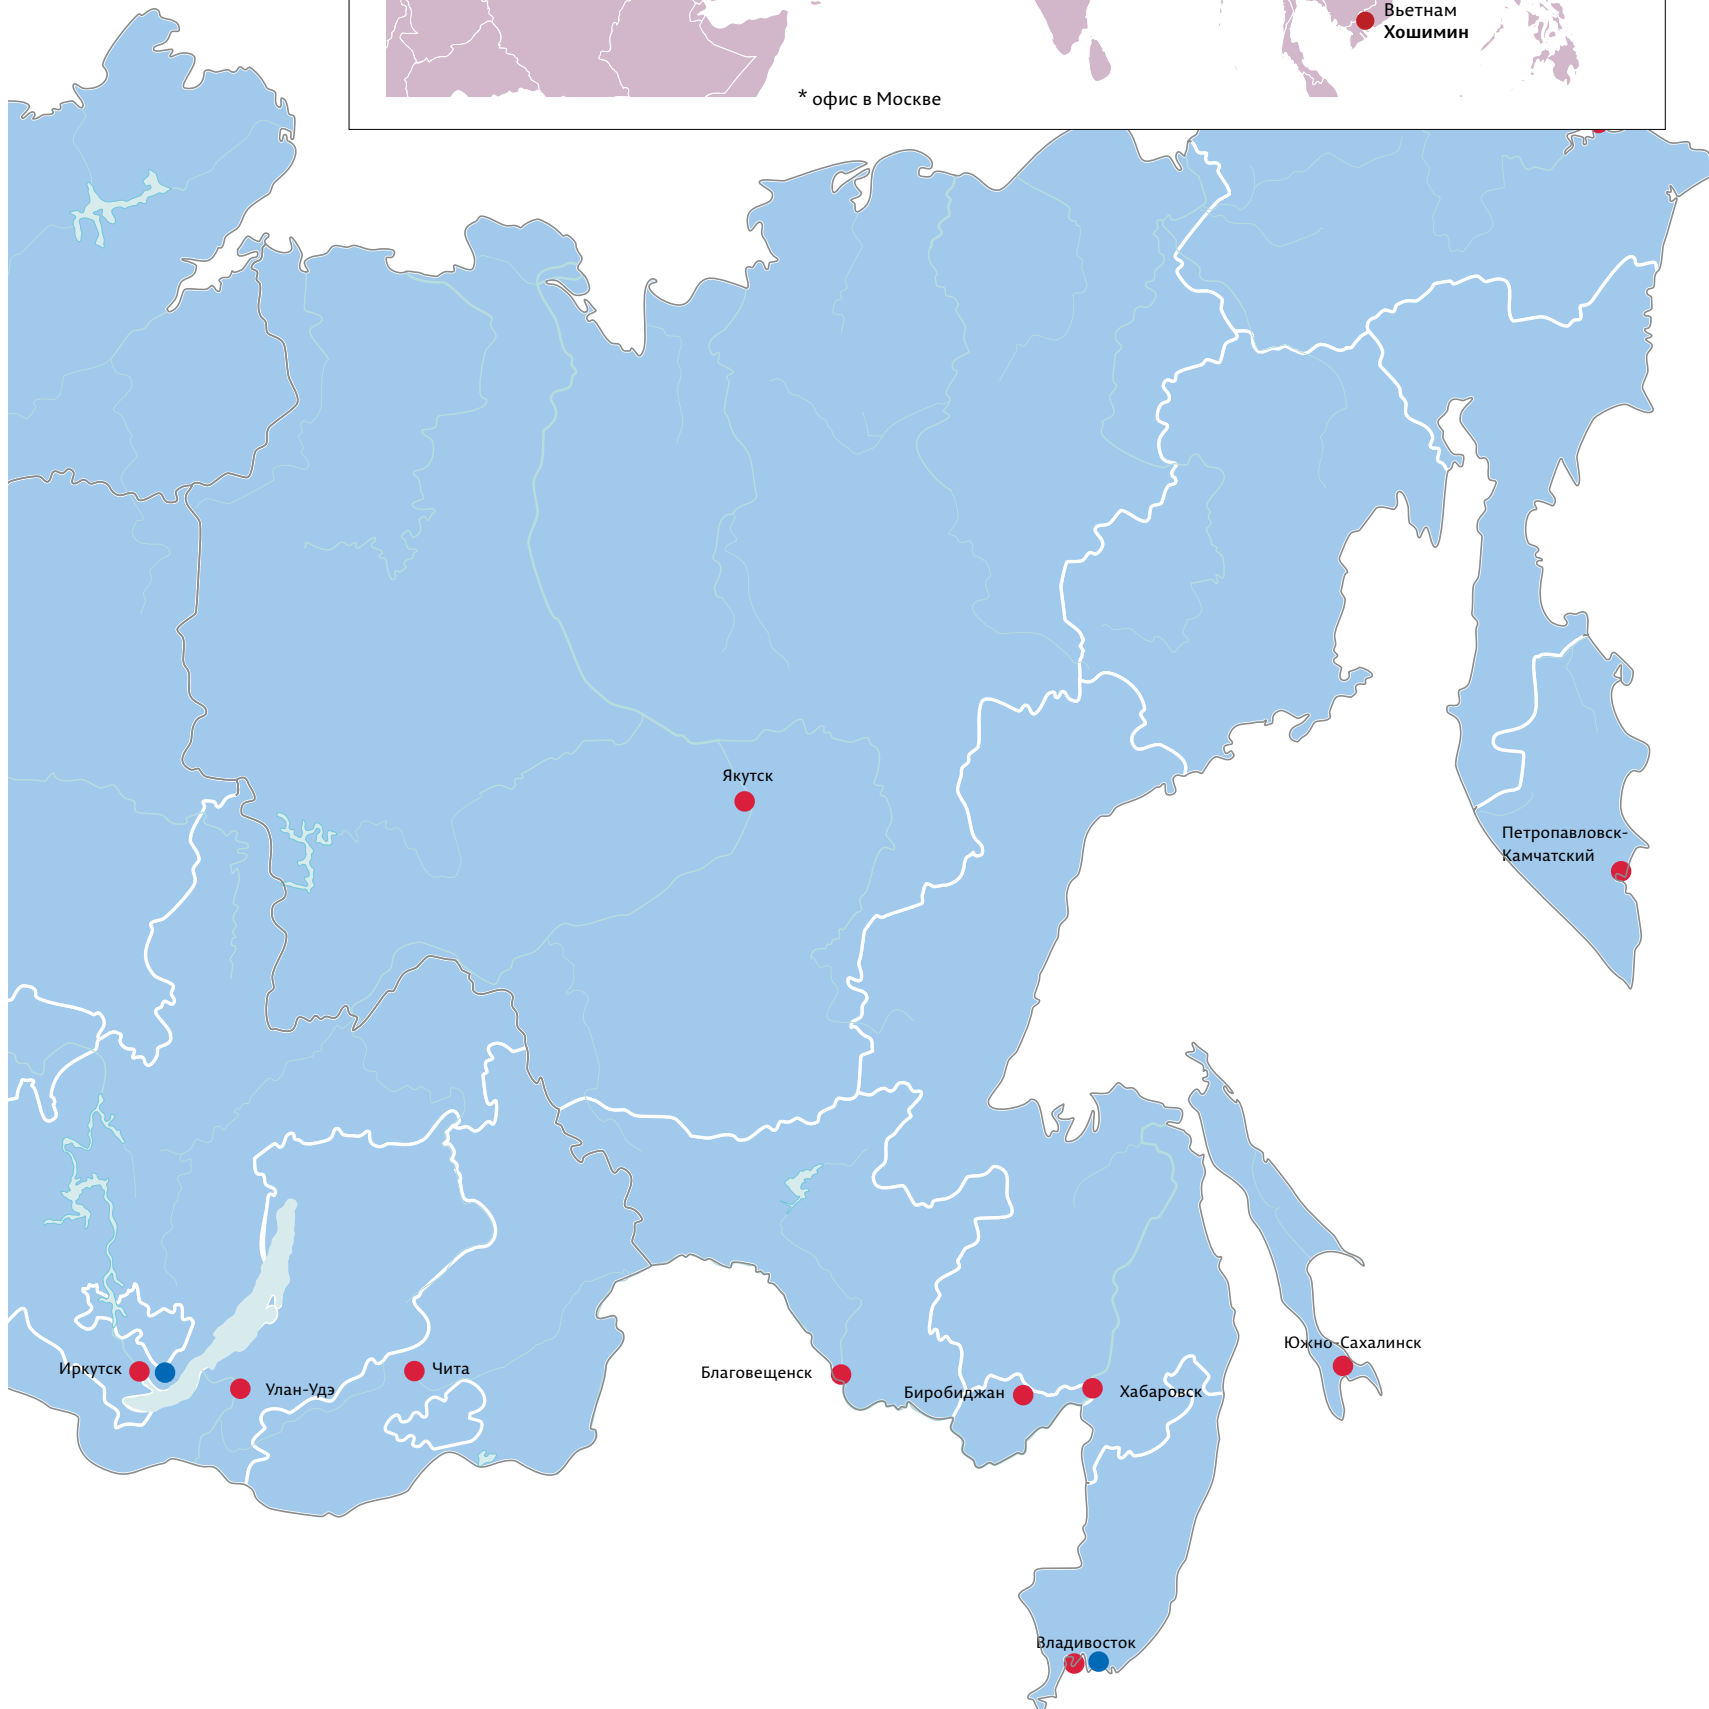 Вьетнам
Хошимин
* офис в Москве
Якутск
Петропавловск-
Камчатский
Южно-Сахалинск
Иркутск
Чита
Улан-Удэ
Благовещенск
Биробиджан
Хабаровск
Владивосток